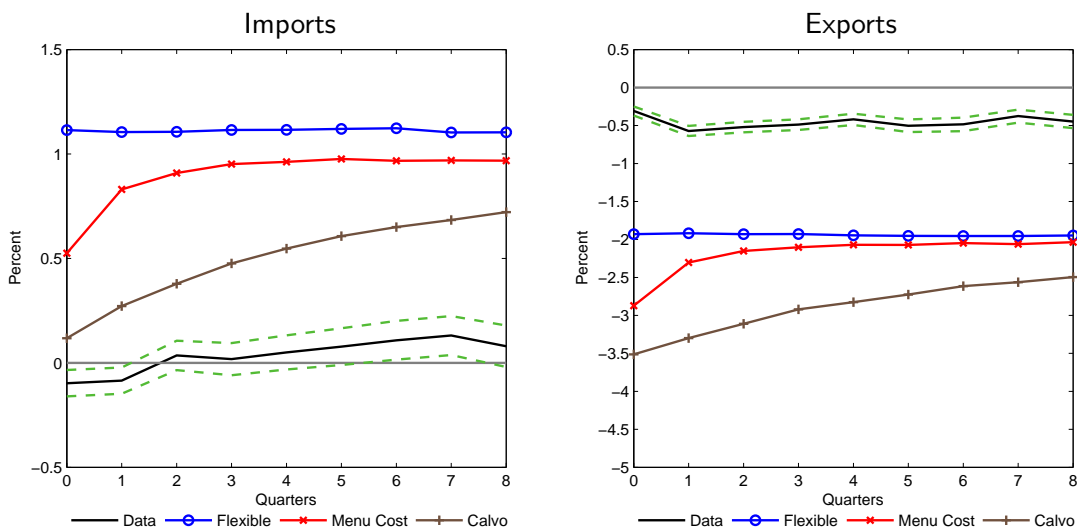 Imports
1.5
1
0.5
0
−0.5
Percent
0 1 2 3 4 5 6 7 8
Quarters
Data Flexible Menu Cost Calvo
Exports
0.5
0
−0.5
−1
−1.5
−2
−2.5
−3
−3.5
−4
−4.5
−5
Percent
0 1 2 3 4 5 6 7 8
Quarters
Data Flexible Menu Cost Calvo